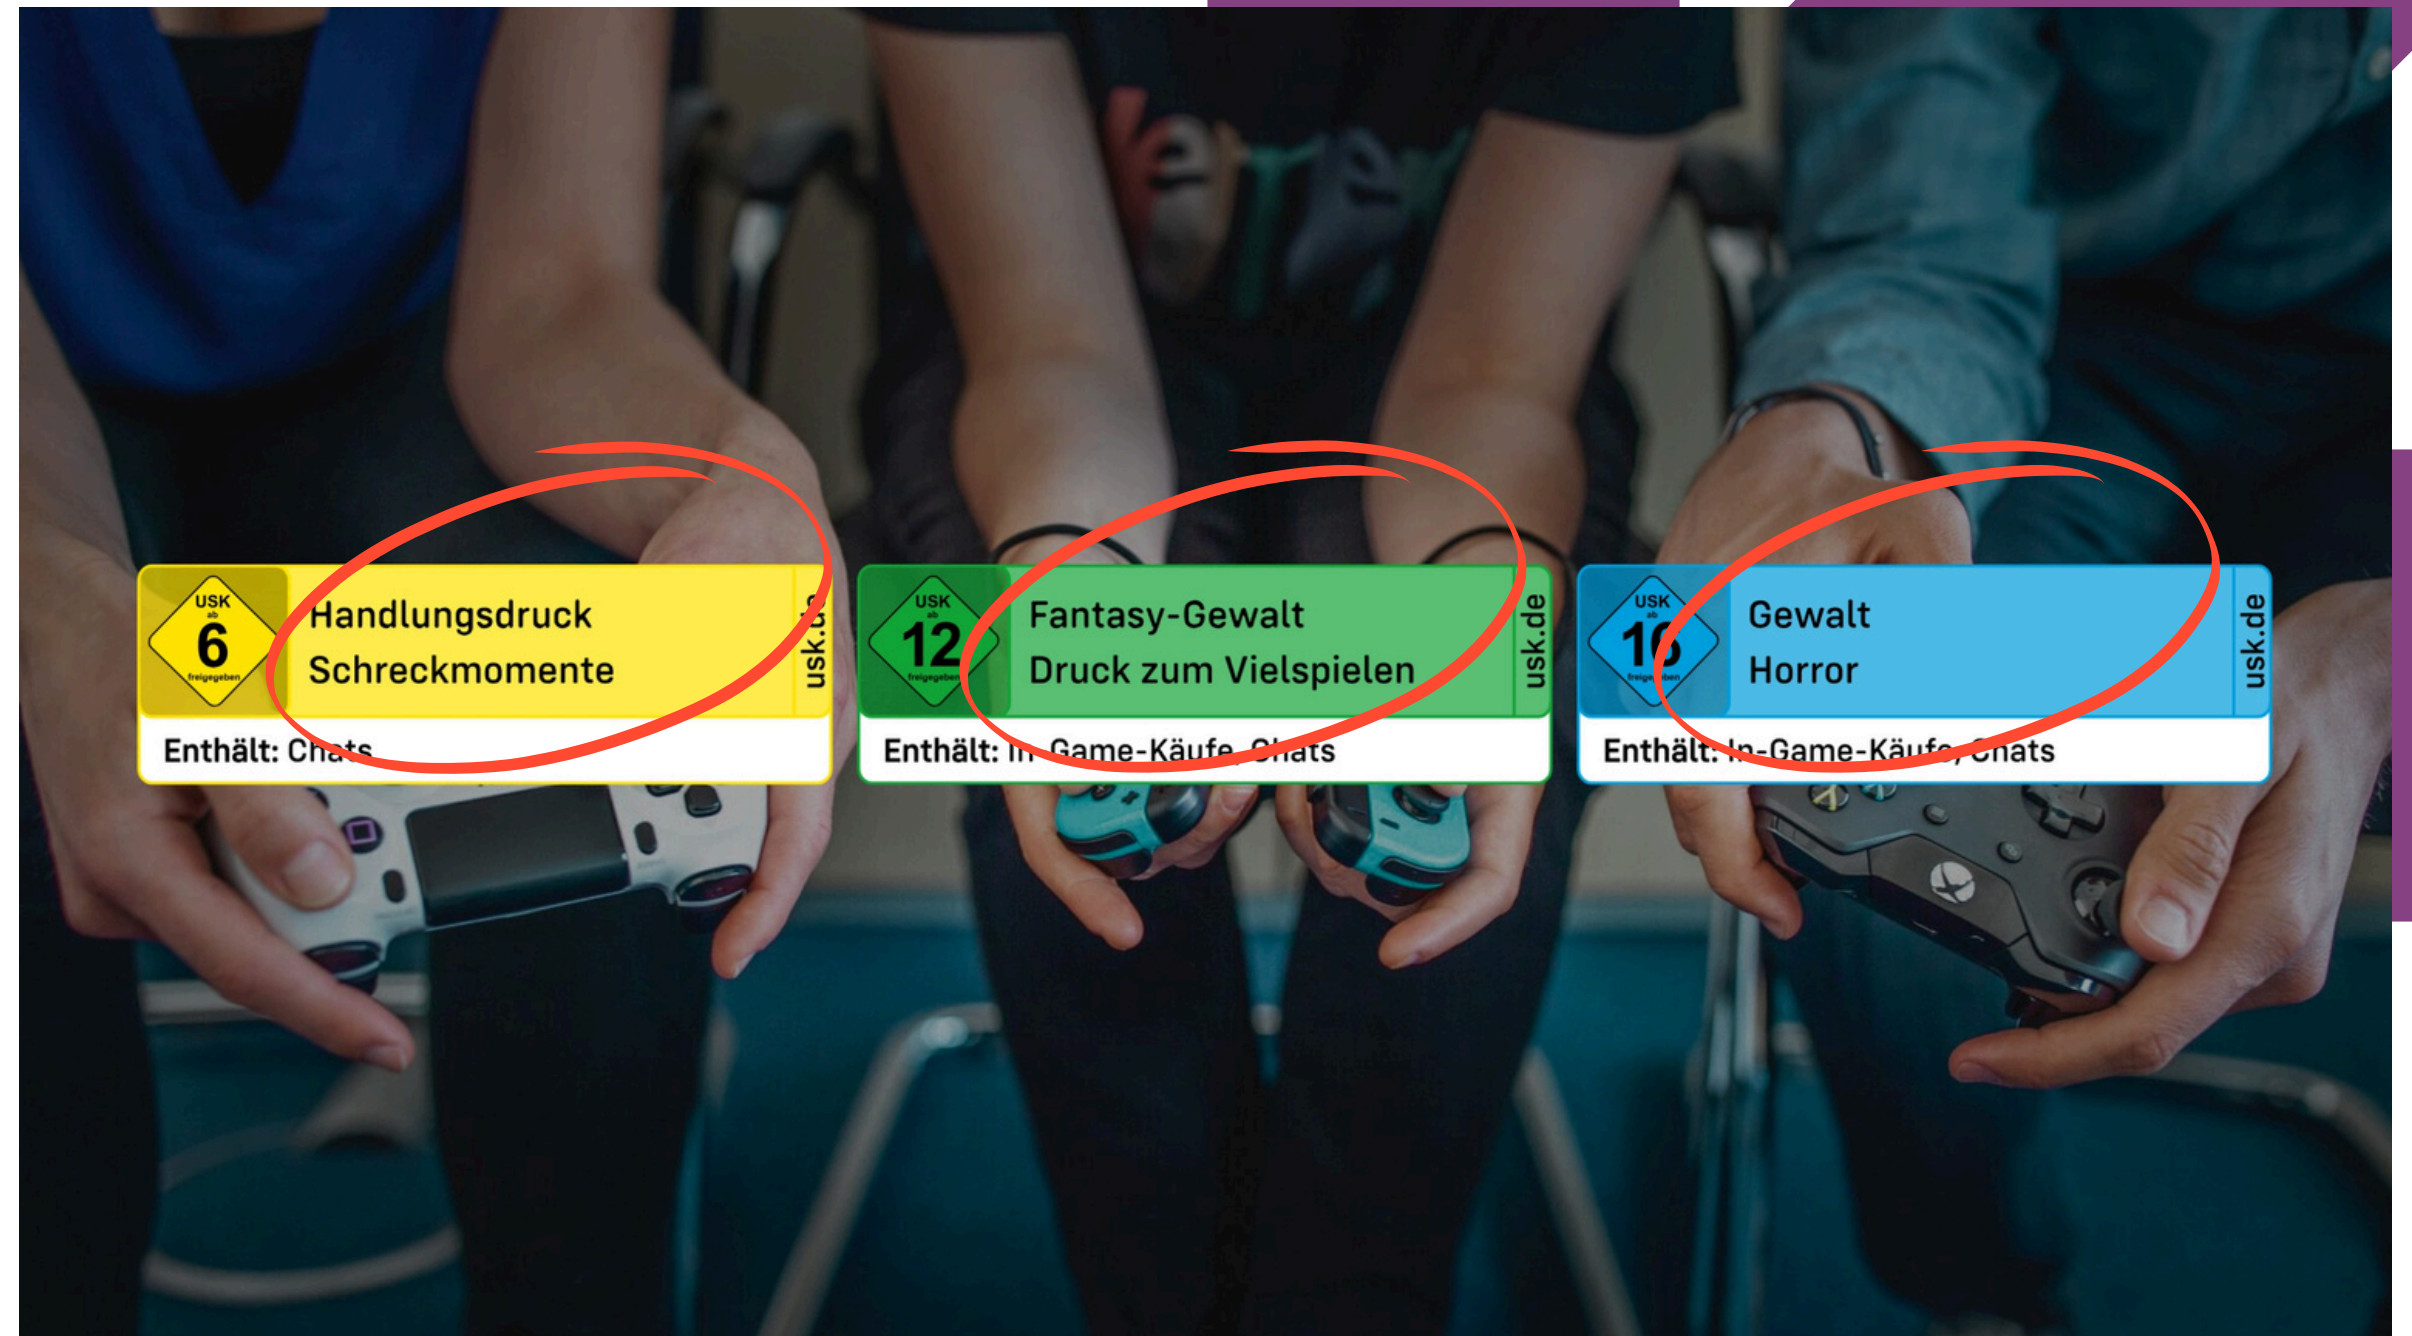 USK
ab
6
freigegeben
Handlungsdruck
Schreckmomente
usk.de
Enthält: Chats
USK
ab
12
freigegeben
Fantasy-Gewalt
Druck zum Vielspielen
usk.de
Enthält: In-Game-Käufe, Chats
USK
ab
16
freigegeben
Gewalt
Horror
usk.de
Enthält: In-Game-Käufe, Chats